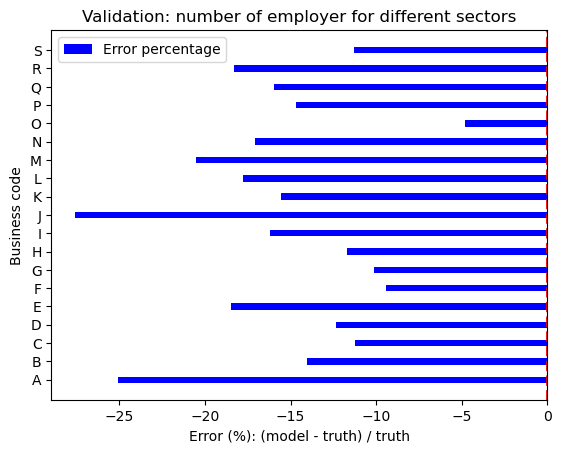 Validation: number of employer for different sectors
Error percentage
Business code
S
R
Q
P
O
N
M
L
K
J
I
H
G
F
E
D
C
B
A
−25 −20 −15 −10 −5 0
Error (%): (model - truth) / truth